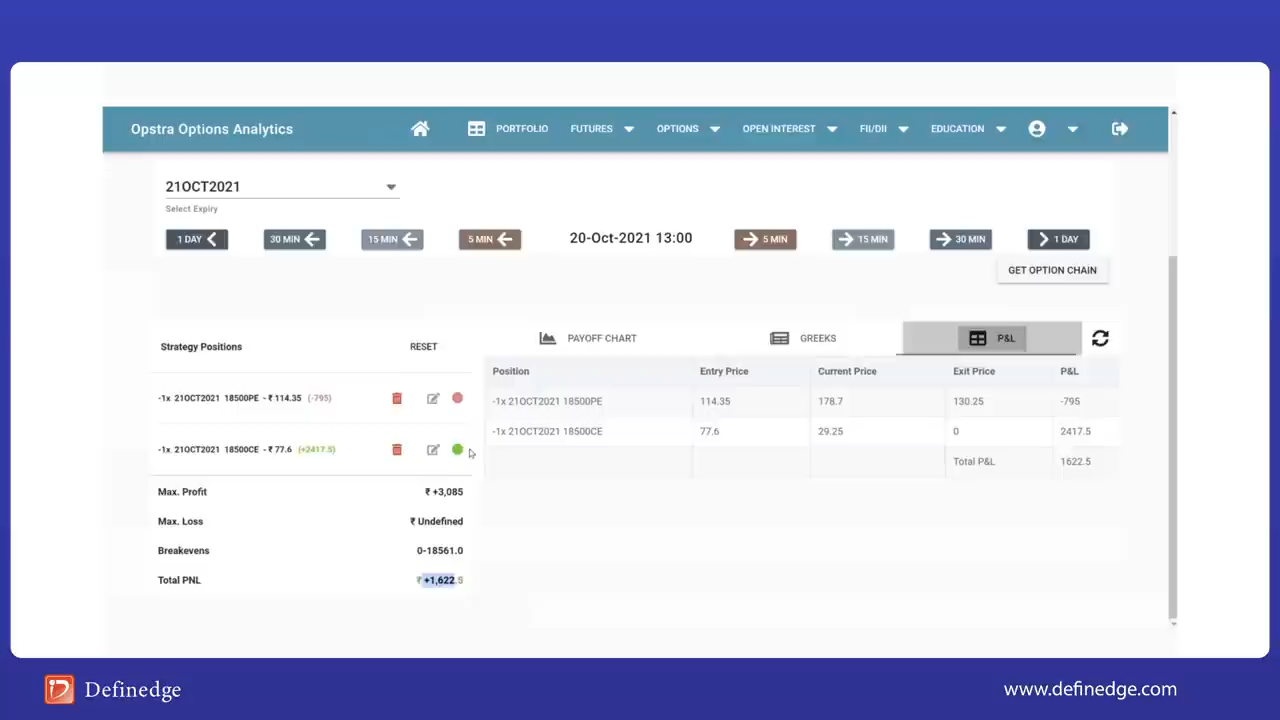 Opstra Options Analytics PORTFOLIO FUTURES OPTIONS OPEN INTEREST FII/DII EDUCATION
21OCT2021
Select Expiry
1 DAY 30 MIN 15 MIN 5 MIN 20-Oct-2021 13:00 5 MIN 15 MIN 30 MIN 1 DAY
GET OPTION CHAIN
Strategy Positions RESET
-1x 21OCT2021 18500PE - ₹ 114.35 (-795)
-1x 21OCT2021 18500CE - ₹ 77.6 (+2417.5)
Max. Profit ₹ +3,085
Max. Loss ₹ Undefined
Breakevens 0-18561.0
Total PNL ₹ +1,622.5
PAYOFF CHART GREEKS P&L
Position Entry Price Current Price Exit Price P&L
-1x 21OCT2021 18500PE 114.35 178.7 130.25 -795
-1x 21OCT2021 18500CE 77.6 29.25 0 2417.5
Total P&L 1622.5
Definedge www.definedge.com